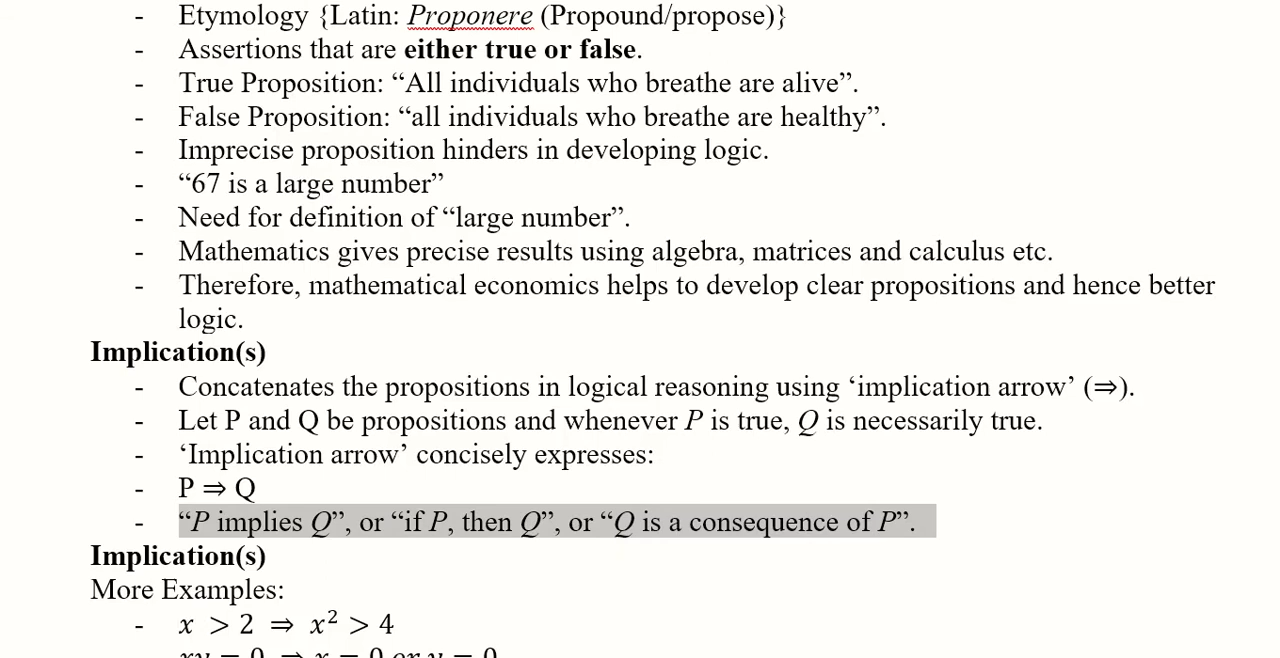 - Etymology {Latin: Proponere (Propound/propose)}
- Assertions that are either true or false.
- True Proposition: “All individuals who breathe are alive”.
- False Proposition: “all individuals who breathe are healthy”.
- Imprecise proposition hinders in developing logic.
- “67 is a large number”
- Need for definition of “large number”.
- Mathematics gives precise results using algebra, matrices and calculus etc.
- Therefore, mathematical economics helps to develop clear propositions and hence better
logic.
Implication(s)
- Concatenates the propositions in logical reasoning using ‘implication arrow’ (⇒).
- Let P and Q be propositions and whenever P is true, Q is necessarily true.
- ‘Implication arrow’ concisely expresses:
- P ⇒ Q
- “P implies Q”, or “if P, then Q”, or “Q is a consequence of P”.
Implication(s)
More Examples:
- x > 2 ⇒ x² > 4
xy = 0 ⇒ x = 0 or y = 0